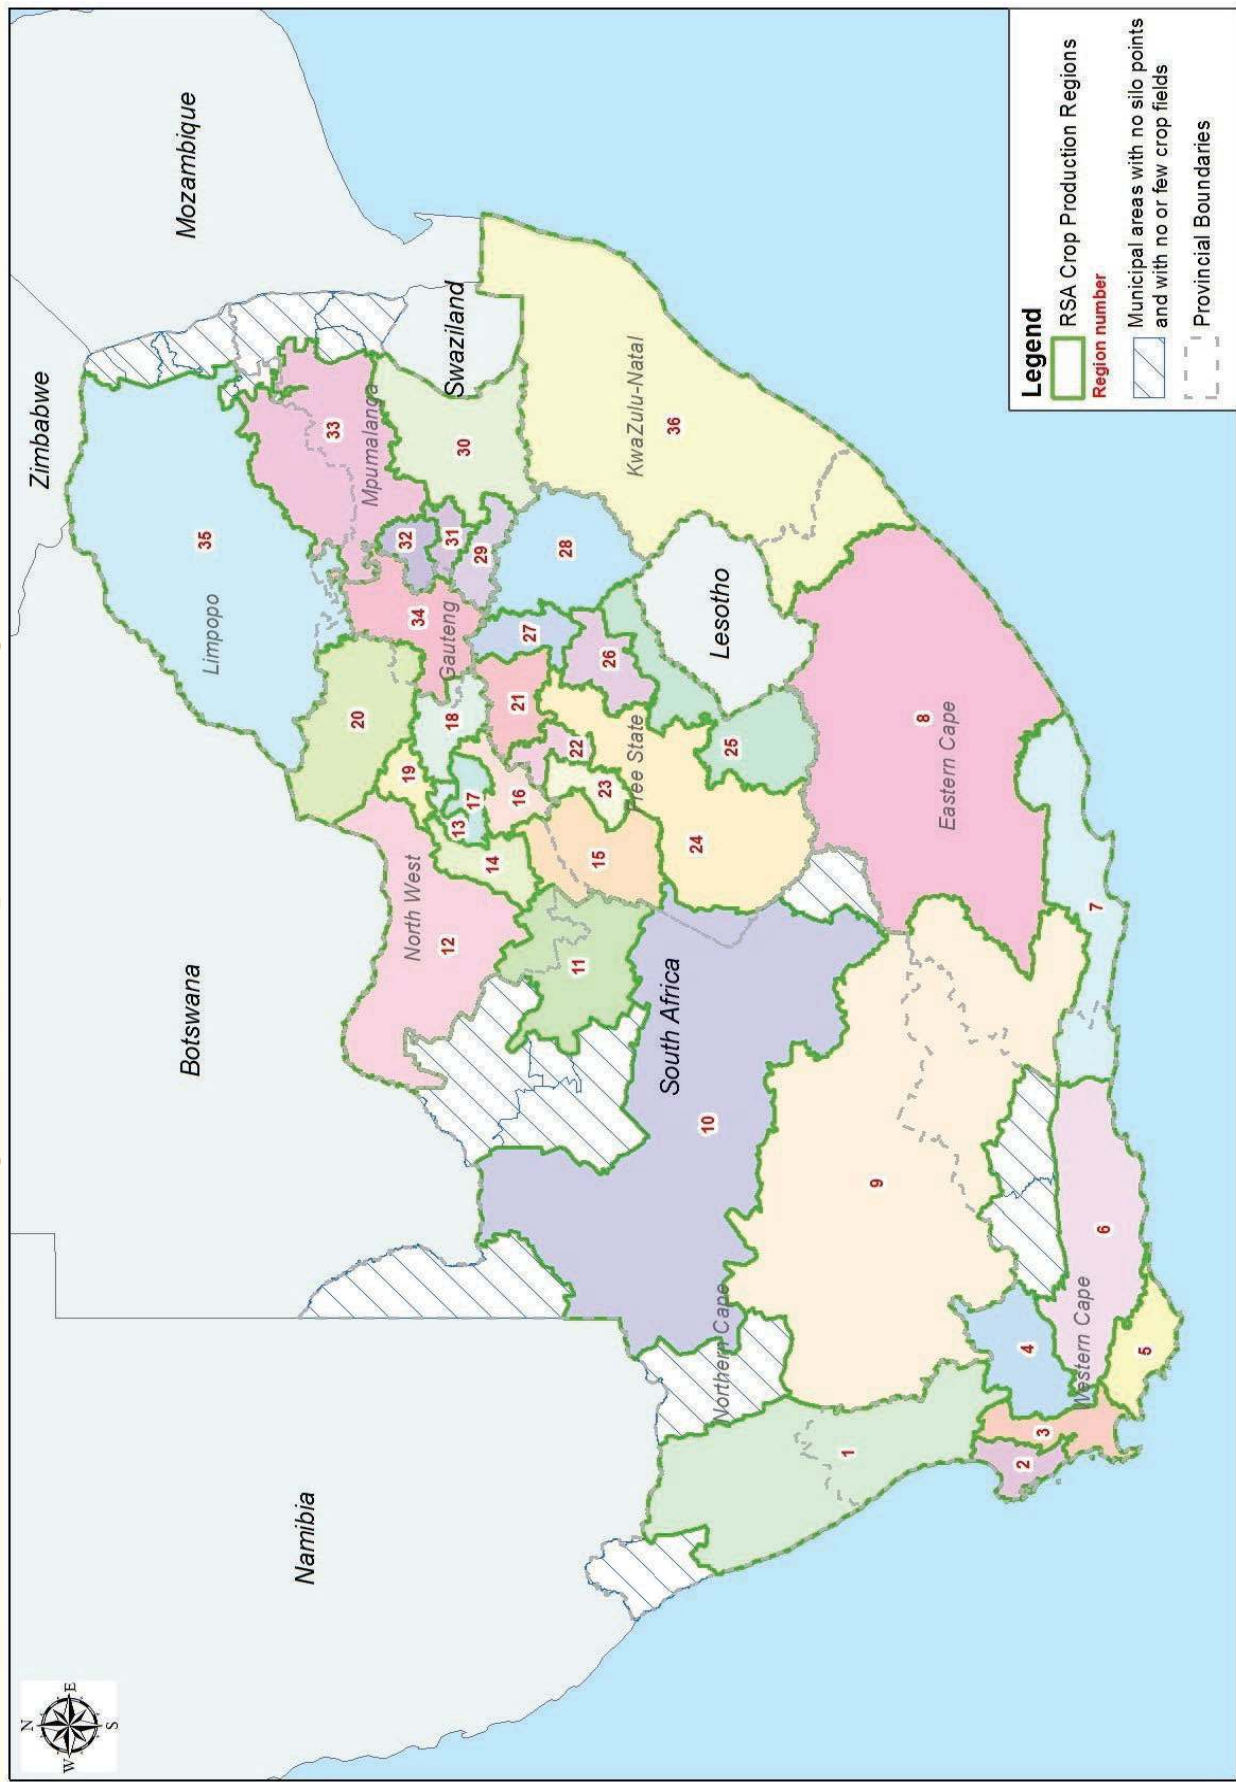 N
W
E
S
Zimbabwe
Mozambique
Botswana
Namibia
35
Limpopo
33
Mpumalanga
Swaziland
30
20
34
32
31
29
Gauteng
19
18
North West
12
13
17
14
16
21
27
28
22
23
26
15
11
Free State
KwaZulu-Natal
36
24
25
Lesotho
South Africa
10
Northern Cape
8
Eastern Cape
9
1
7
6
4
Western Cape
5
3
2
Legend
RSA Crop Production Regions
Region number
Municipal areas with no silo points
and with no or few crop fields
Provincial Boundaries